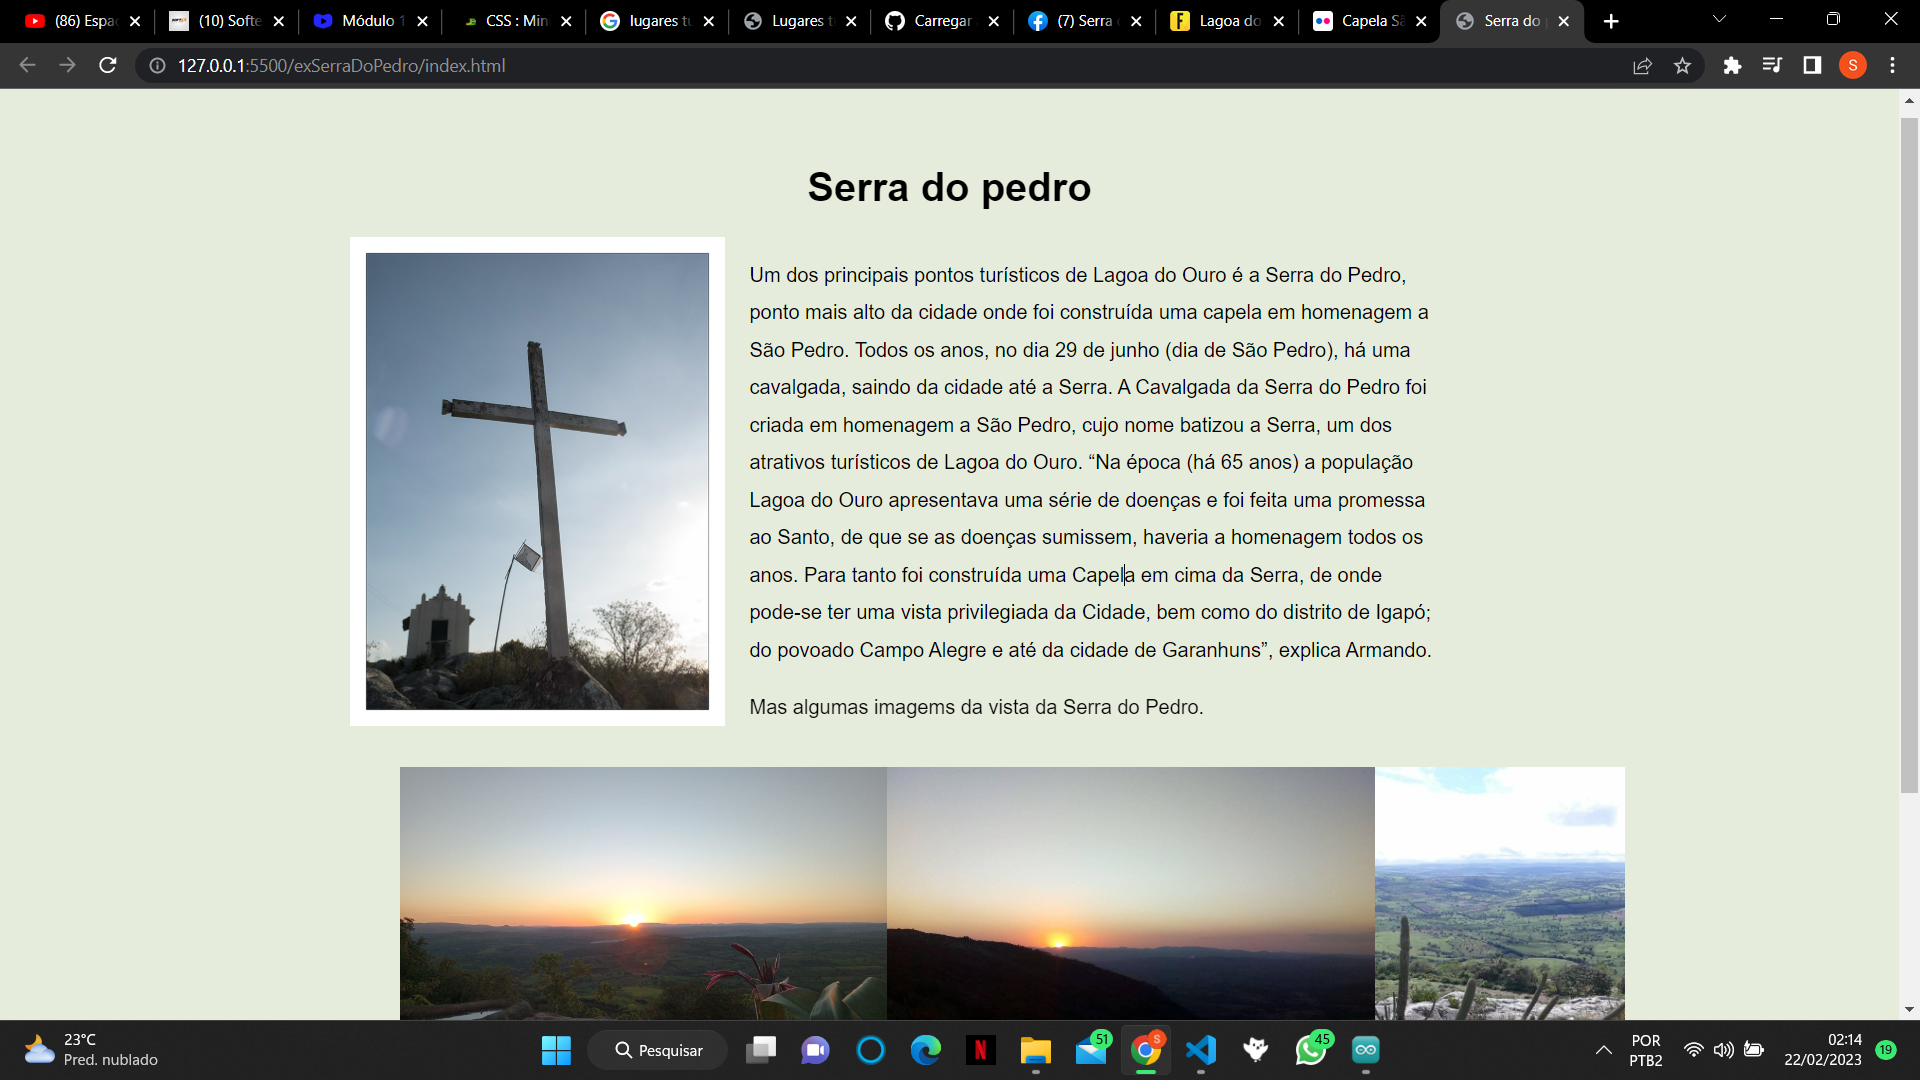 (86) Espaç
(10) Softe
Módulo 1
CSS : Min
lugares tu
Lugares t
Carregar
(7) Serra
Lagoa do
Capela Sã
Serra do p
127.0.0.1:5500/exSerraDoPedro/index.html
S
Serra do pedro
Um dos principais pontos turísticos de Lagoa do Ouro é a Serra do Pedro,
ponto mais alto da cidade onde foi construída uma capela em homenagem a
São Pedro. Todos os anos, no dia 29 de junho (dia de São Pedro), há uma
cavalgada, saindo da cidade até a Serra. A Cavalgada da Serra do Pedro foi
criada em homenagem a São Pedro, cujo nome batizou a Serra, um dos
atrativos turísticos de Lagoa do Ouro. “Na época (há 65 anos) a população
Lagoa do Ouro apresentava uma série de doenças e foi feita uma promessa
ao Santo, de que se as doenças sumissem, haveria a homenagem todos os
anos. Para tanto foi construída uma Capela em cima da Serra, de onde
pode-se ter uma vista privilegiada da Cidade, bem como do distrito de Igapó;
do povoado Campo Alegre e até da cidade de Garanhuns”, explica Armando.
Mas algumas imagems da vista da Serra do Pedro.
23°C
Pred. nublado
Pesquisar
51
S
45
POR
PTB2
02:14
22/02/2023
19